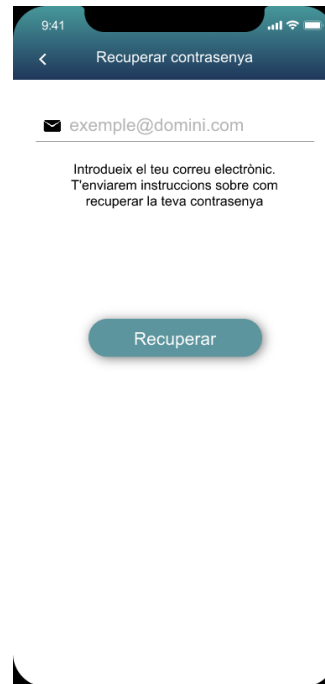 9:41
Recuperar contrasenya
exemple@domini.com
Introdueix el teu correu electrònic.
T'enviarem instruccions sobre com
recuperar la teva contrasenya
Recuperar